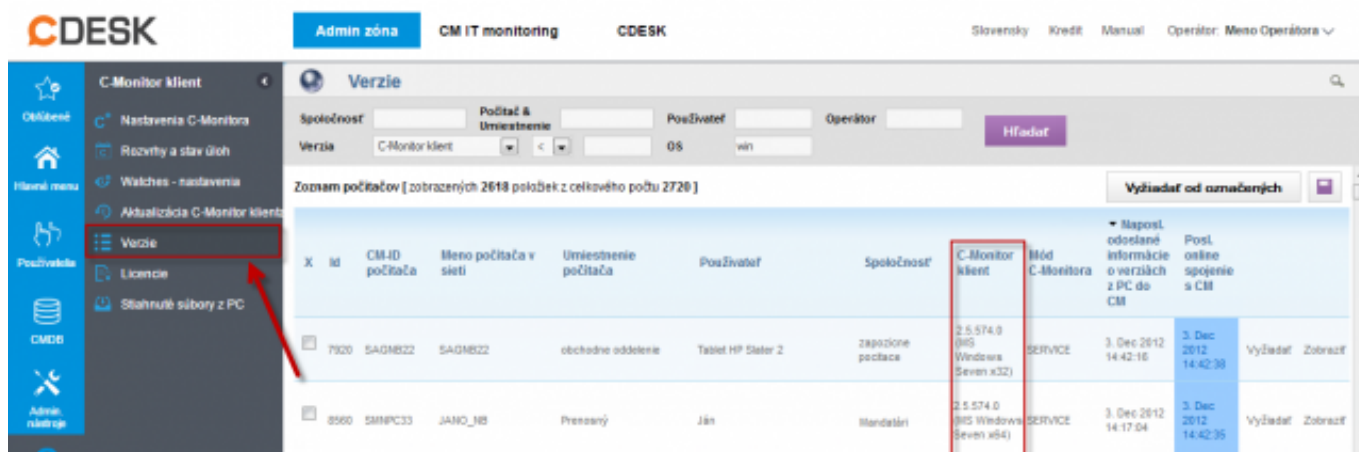 CDESK
Admin zóna CM IT monitoring CDESK Slovensky Kredit Manual Operátor: Meno Operátora
Obľúbené
Hlavné menu
Používatelia
CMDB
Admin. nástroje
C-Monitor klient
Nastavenia C-Monitora
Rozvrhy a stav úloh
Watches - nastavenia
Aktualizácia C-Monitor klienta
Verzie
Licencie
Stiahnuté súbory z PC
Verzie
Spoločnosť Počítač & Umiestnenie Používateľ Operátor
Hľadať
Verzia C-Monitor klient < OS win
Zoznam počítačov [ zobrazených 2618 položiek z celkového počtu 2720 ]
Vyžiadať od označených
X Id CM-ID počítača Meno počítača v sieti Umiestnenie počítača Používateľ Spoločnosť C-Monitor klient Mód C-Monitora Naposl. odoslané informácie o verziách z PC do CM Posl. online spojenie s CM
7920 SAGNB22 SAGNB22 obchodne oddelenie Tablet HP Slater 2 zapozicne pocitace 2.5.574.0 (MS Windows Seven x32) SERVICE 3. Dec 2012 14:42:16 3. Dec 2012 14:42:38 Vyžiadať Zobraziť
8560 SMNPC33 JANO_NB Prenosný Ján Mandatári 2.5.574.0 (MS Windows Seven x64) SERVICE 3. Dec 2012 14:17:04 3. Dec 2012 14:42:35 Vyžiadať Zobraziť